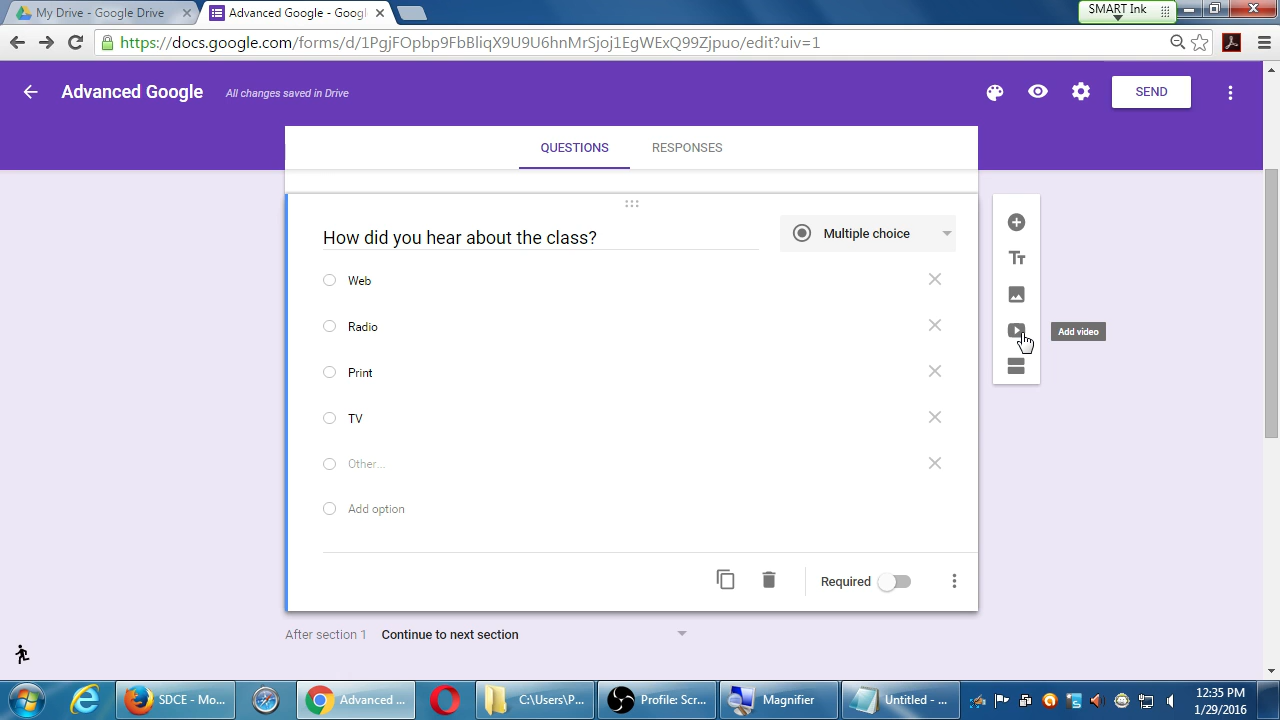 SMART Ink
My Drive - Google Drive
Advanced Google - Googl
https://docs.google.com/forms/d/1PgjFOpbp9FbBliqX9U8U6hnMrSjoj1EgWExQ99Zjpuo/edit?uiv=1
Advanced Google
All changes saved in Drive
SEND
QUESTIONS
RESPONSES
How did you hear about the class?
Multiple choice
Web
Radio
Add video
Print
TV
Other...
Add option
Required
After section 1 Continue to next section
SDCE - Mo...
Advanced ...
C:\Users\P...
Profile: Scr...
Magnifier
Untitled - ...
12:35 PM
1/29/2016